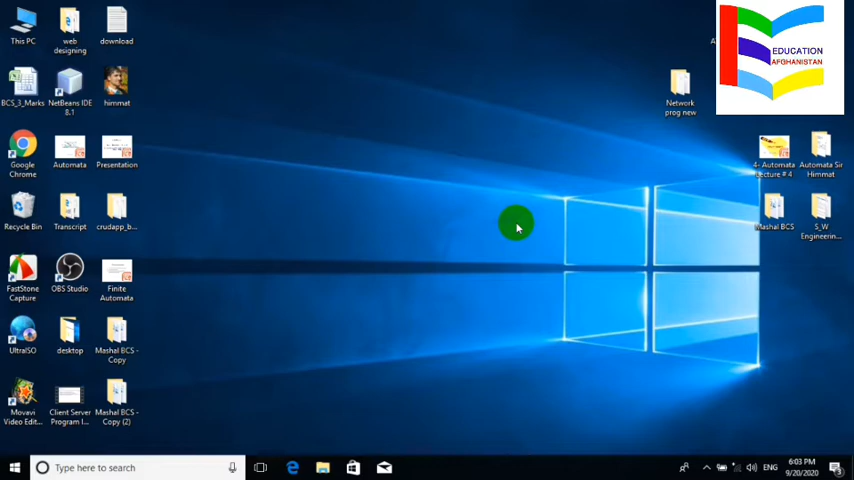 This PC
web
designing
download
BCS_3_Marks
NetBeans IDE
8.1
himmat
Google
Chrome
Automata
Presentation
Recycle Bin
Transcript
crudapp_b...
FastStone
Capture
OBS Studio
Finite
Automata
UltraISO
desktop
Mashal BCS -
Copy
Movavi
Video Edit...
Client Server
Program I...
Mashal BCS -
Copy (2)
EDUCATION
AFGHANISTAN
Network
prog new
4- Automata
Lecture # 4
Automata Sir
Himmat
Mashal BCS
S_W
Engineerin...
Type here to search
ENG
6:03 PM
9/20/2020
3